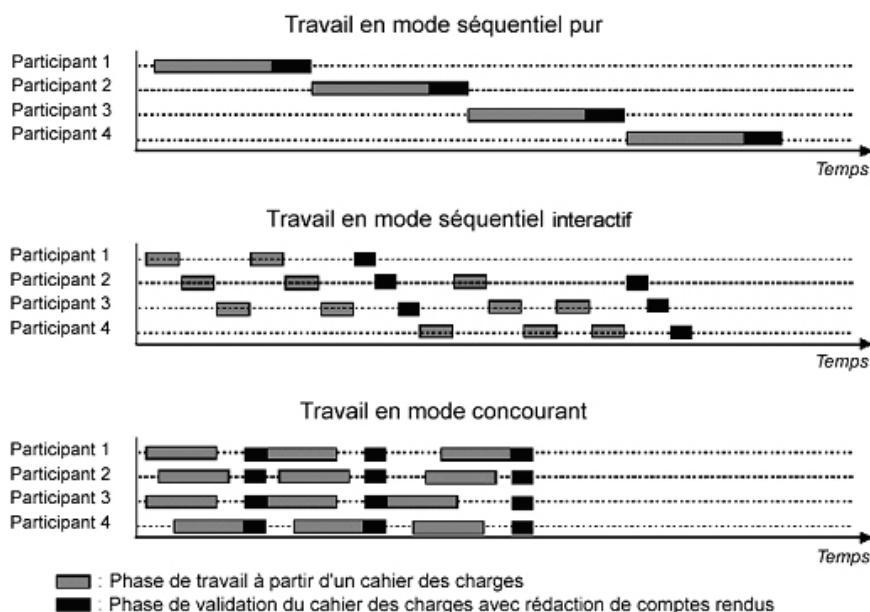 Travail en mode séquentiel pur
Participant 1
Participant 2
Participant 3
Participant 4
Temps
Travail en mode séquentiel interactif
Participant 1
Participant 2
Participant 3
Participant 4
Temps
Travail en mode concourant
Participant 1
Participant 2
Participant 3
Participant 4
Temps
: Phase de travail à partir d'un cahier des charges
: Phase de validation du cahier des charges avec rédaction de comptes rendus